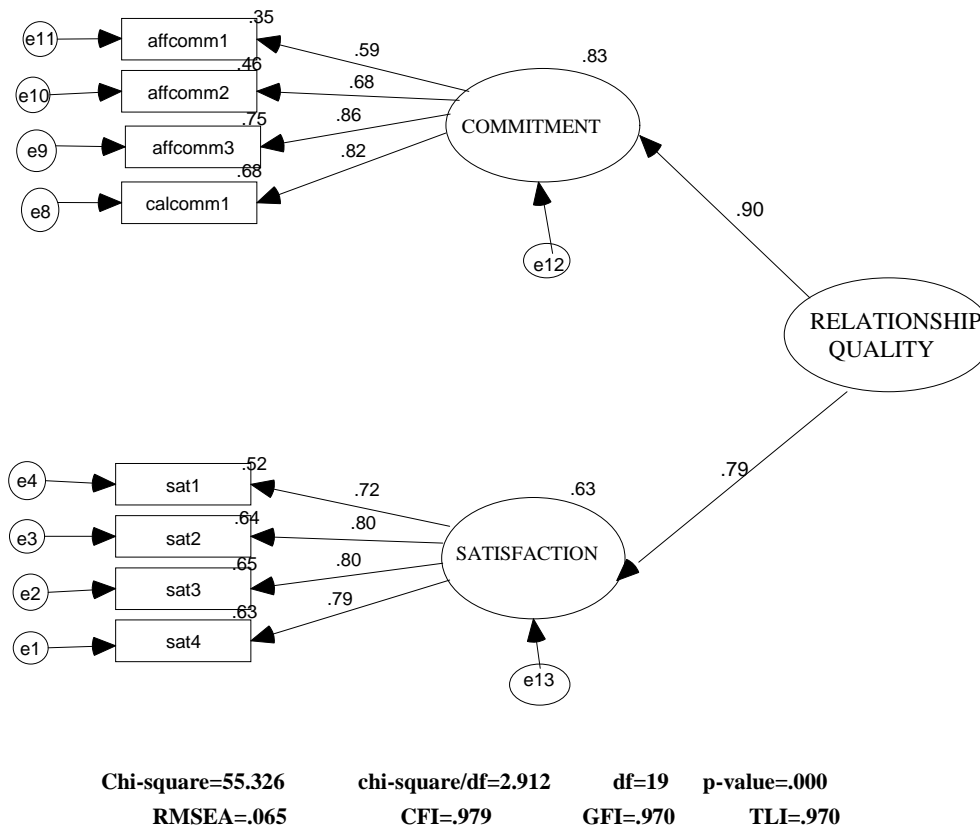 .35
e11 affcomm1 .59 .83
.46
e10 affcomm2 .68
.75
e9 affcomm3 .86 COMMITMENT
.68 .82
e8 calcomm1
.90
e12
RELATIONSHIP
QUALITY
.52
e4 sat1 .72 .63 .79
.64
e3 sat2 .80
.65
e2 sat3 .80 SATISFACTION
.63 .79
e1 sat4
e13
Chi-square=55.326 chi-square/df=2.912 df=19 p-value=.000
RMSEA=.065 CFI=.979 GFI=.970 TLI=.970